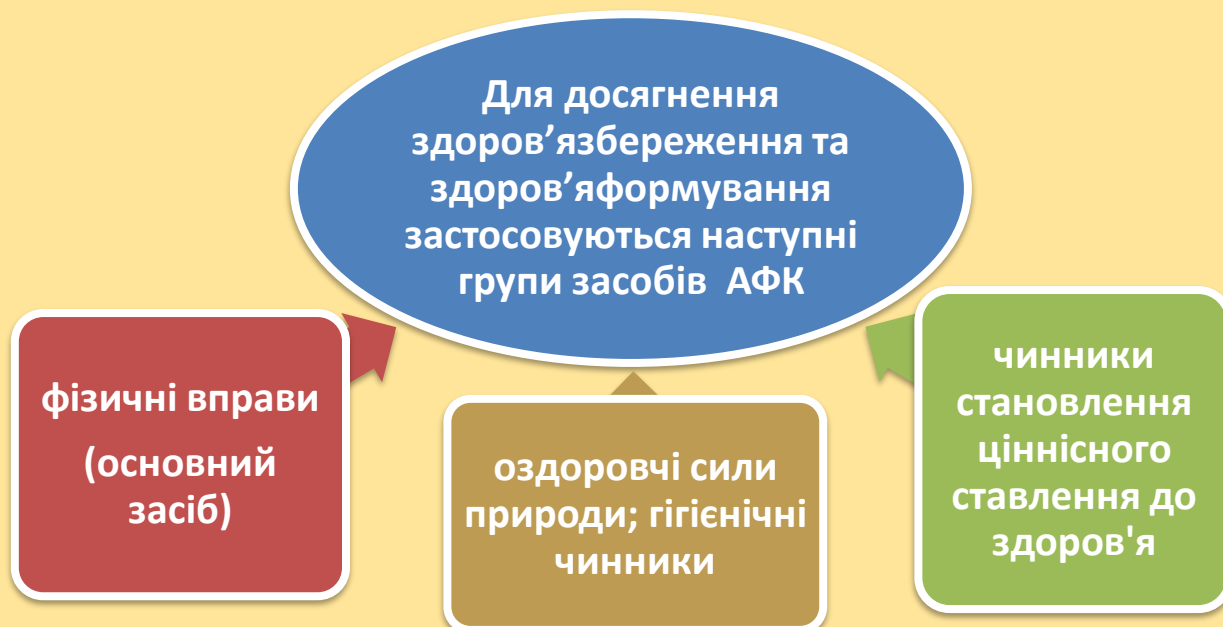 Для досягнення
здоров’язбереження та
здоров’яформування
застосовуються наступні
групи засобів АФК
фізичні вправи
(основний
засіб)
оздоровчі сили
природи; гігієнічні
чинники
чинники
становлення
ціннісного
ставлення до
здоров'я